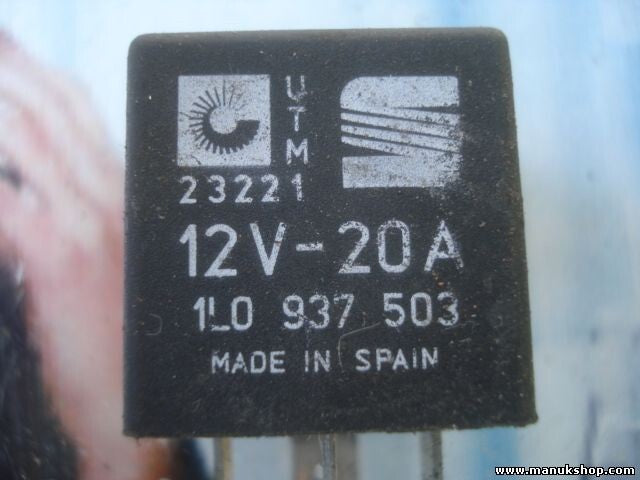 UTM
23221
12V-20A
1L0 937 503
MADE IN SPAIN
www.manukshop.com